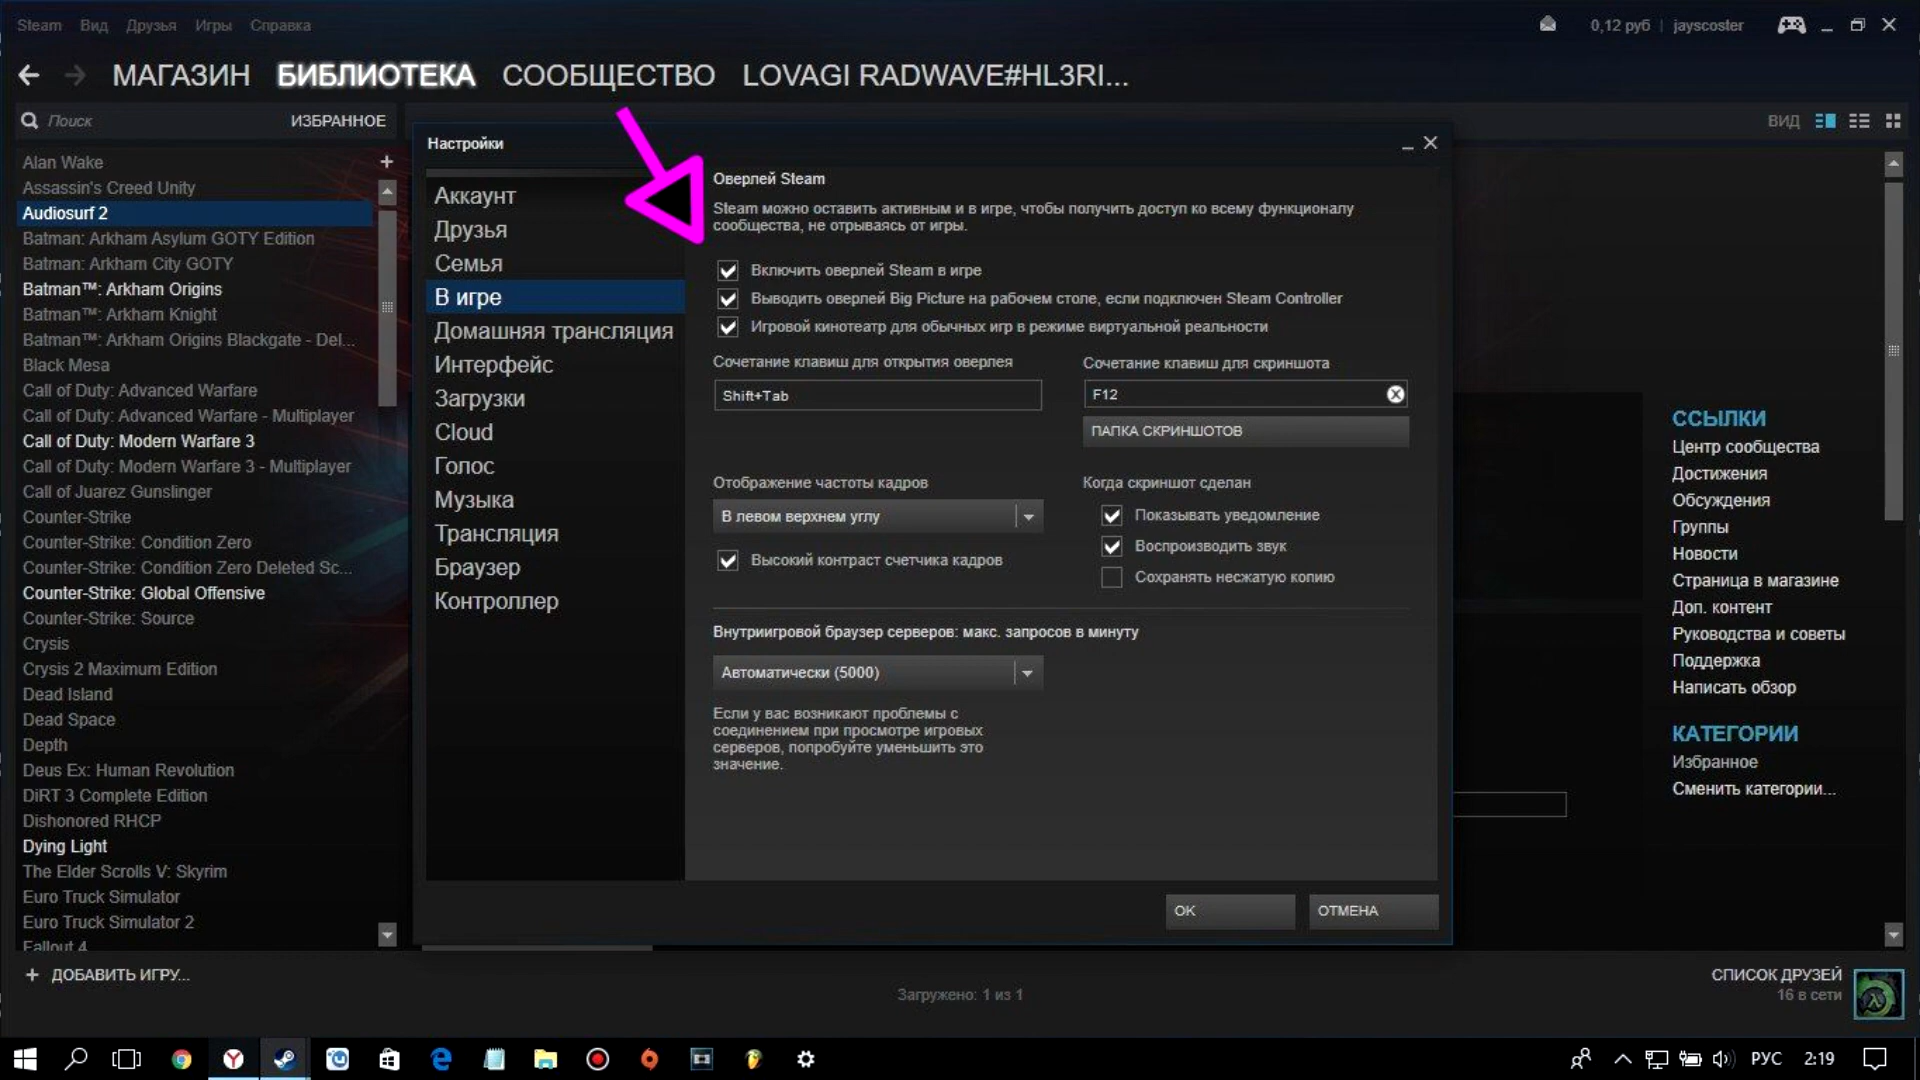 Steam Вид Друзья Игры Справка
0,12 руб | jayscoster
МАГАЗИН БИБЛИОТЕКА СООБЩЕСТВО LOVAGI RADWAVE#HL3RI...
Поиск
ИЗБРАННОЕ
ВИД
Alan Wake
Assassin's Creed Unity
Audiosurf 2
Batman: Arkham Asylum GOTY Edition
Batman: Arkham City GOTY
Batman™: Arkham Origins
Batman™: Arkham Knight
Batman™: Arkham Origins Blackgate - Del...
Black Mesa
Call of Duty: Advanced Warfare
Call of Duty: Advanced Warfare - Multiplayer
Call of Duty: Modern Warfare 3
Call of Duty: Modern Warfare 3 - Multiplayer
Call of Juarez Gunslinger
Counter-Strike
Counter-Strike: Condition Zero
Counter-Strike: Condition Zero Deleted Sc...
Counter-Strike: Global Offensive
Counter-Strike: Source
Crysis
Crysis 2 Maximum Edition
Dead Island
Dead Space
Depth
Deus Ex: Human Revolution
DiRT 3 Complete Edition
Dishonored RHCP
Dying Light
The Elder Scrolls V: Skyrim
Euro Truck Simulator
Euro Truck Simulator 2
Fallout 4
+ ДОБАВИТЬ ИГРУ...
Настройки
Аккаунт
Друзья
Семья
В игре
Домашняя трансляция
Интерфейс
Загрузки
Cloud
Голос
Музыка
Трансляция
Браузер
Контроллер
Оверлей Steam
Steam можно оставить активным и в игре, чтобы получить доступ ко всему функционалу
сообщества, не отрываясь от игры.
Включить оверлей Steam в игре
Выводить оверлей Big Picture на рабочем столе, если подключен Steam Controller
Игровой кинотеатр для обычных игр в режиме виртуальной реальности
Сочетание клавиш для открытия оверлея
Shift+Tab
Сочетание клавиш для скриншота
F12
ПАПКА СКРИНШОТОВ
Отображение частоты кадров
В левом верхнем углу
Высокий контраст счетчика кадров
Когда скриншот сделан
Показывать уведомление
Воспроизводить звук
Сохранять несжатую копию
Внутриигровой браузер серверов: макс. запросов в минуту
Автоматически (5000)
Если у вас возникают проблемы с
соединением при просмотре игровых
серверов, попробуйте уменьшить это
значение.
OK
ОТМЕНА
ССЫЛКИ
Центр сообщества
Достижения
Обсуждения
Группы
Новости
Страница в магазине
Доп. контент
Руководства и советы
Поддержка
Написать обзор
КАТЕГОРИИ
Избранное
Сменить категории...
Загружено: 1 из 1
СПИСОК ДРУЗЕЙ
16 в сети
РУС 2:19